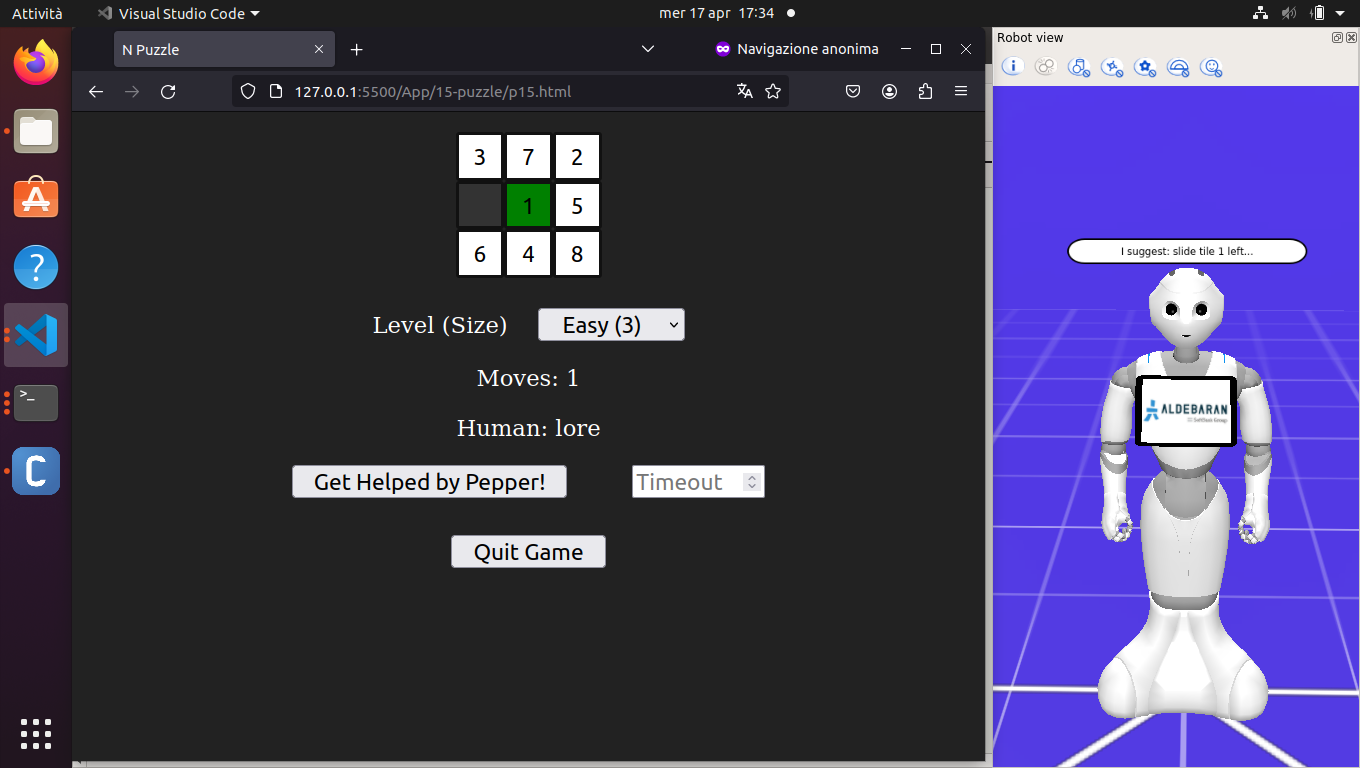 Attività
Visual Studio Code
mer 17 apr 17:34
N Puzzle
Navigazione anonima
Robot view
127.0.0.1:5500/App/15-puzzle/p15.html
3 7 2
1 5
6 4 8
I suggest: slide tile 1 left...
Level (Size)
Easy (3)
Moves: 1
ALDEBARAN
Human: lore
Get Helped by Pepper!
Timeout
Quit Game